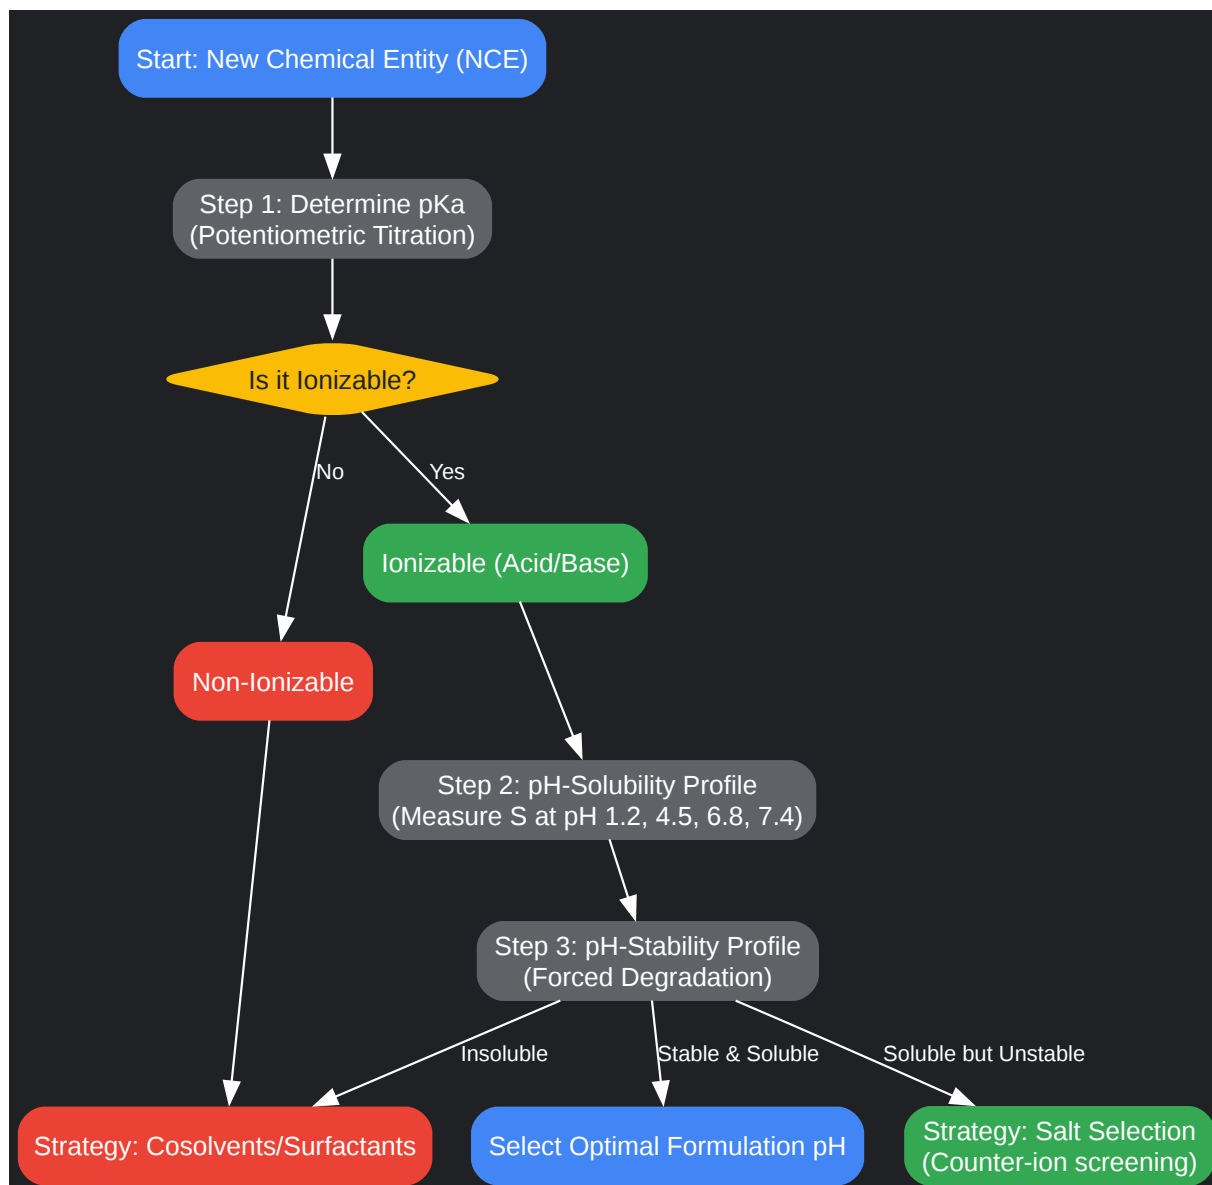 Start: New Chemical Entity (NCE)
Step 1: Determine pKa
(Potentiometric Titration)
Is it Ionizable?
No
Yes
Ionizable (Acid/Base)
Non-Ionizable
Step 2: pH-Solubility Profile
(Measure S at pH 1.2, 4.5, 6.8, 7.4)
Step 3: pH-Stability Profile
(Forced Degradation)
Insoluble
Stable & Soluble
Soluble but Unstable
Strategy: Cosolvents/Surfactants
Select Optimal Formulation pH
Strategy: Salt Selection
(Counter-ion screening)